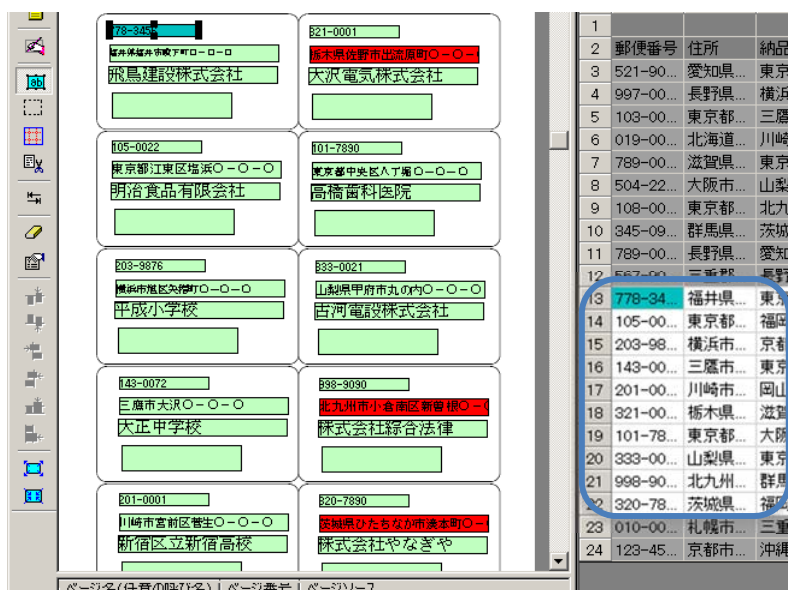 778-3456
821-0001
福井県福井市城下町〇-〇-〇
栃木県佐野市出流原町〇-〇-
飛鳥建設株式会社
大沢電気株式会社
105-0022
101-7890
東京都江東区塩浜〇-〇-〇
東京都中央区八丁堀〇-〇-〇
明治食品有限会社
高橋歯科医院
203-9876
333-0021
横浜市旭区矢指町〇-〇-〇
山梨県甲府市丸の内〇-〇-〇
平成小学校
古河電設株式会社
143-0072
998-9090
三鷹市大沢〇-〇-〇
北九州市小倉南区新曽根〇-
大正中学校
株式会社綜合法律
201-0001
320-7890
川崎市宮前区菅生〇-〇-〇
茨城県ひたちなか市湊本町〇-
新宿区立新宿高校
株式会社やなぎや
ページ名(任意の呼び名) ページ番号 ページソース
1
2 郵便番号 住所 納品
3 521-90... 愛知県... 東京
4 997-00... 長野県... 横浜
5 103-00... 東京都... 三鷹
6 019-00... 北海道... 川崎
7 789-00... 滋賀県... 東京
8 504-22... 大阪市... 山梨
9 108-00... 東京都... 北九
10 345-09... 群馬県... 茨城
11 789-00... 長野県... 愛知
12 567-90... 三重郡... 長野
13 778-34... 福井県... 東京
14 105-00... 東京都... 福岡
15 203-98... 横浜市... 京都
16 143-00... 三鷹市... 東京
17 201-00... 川崎市... 岡山
18 321-00... 栃木県... 滋賀
19 101-78... 東京都... 大阪
20 333-00... 山梨県... 東京
21 998-90... 北九州... 群馬
22 320-78... 茨城県... 福岡
23 010-00... 札幌市... 三重
24 123-45... 京都市... 沖縄